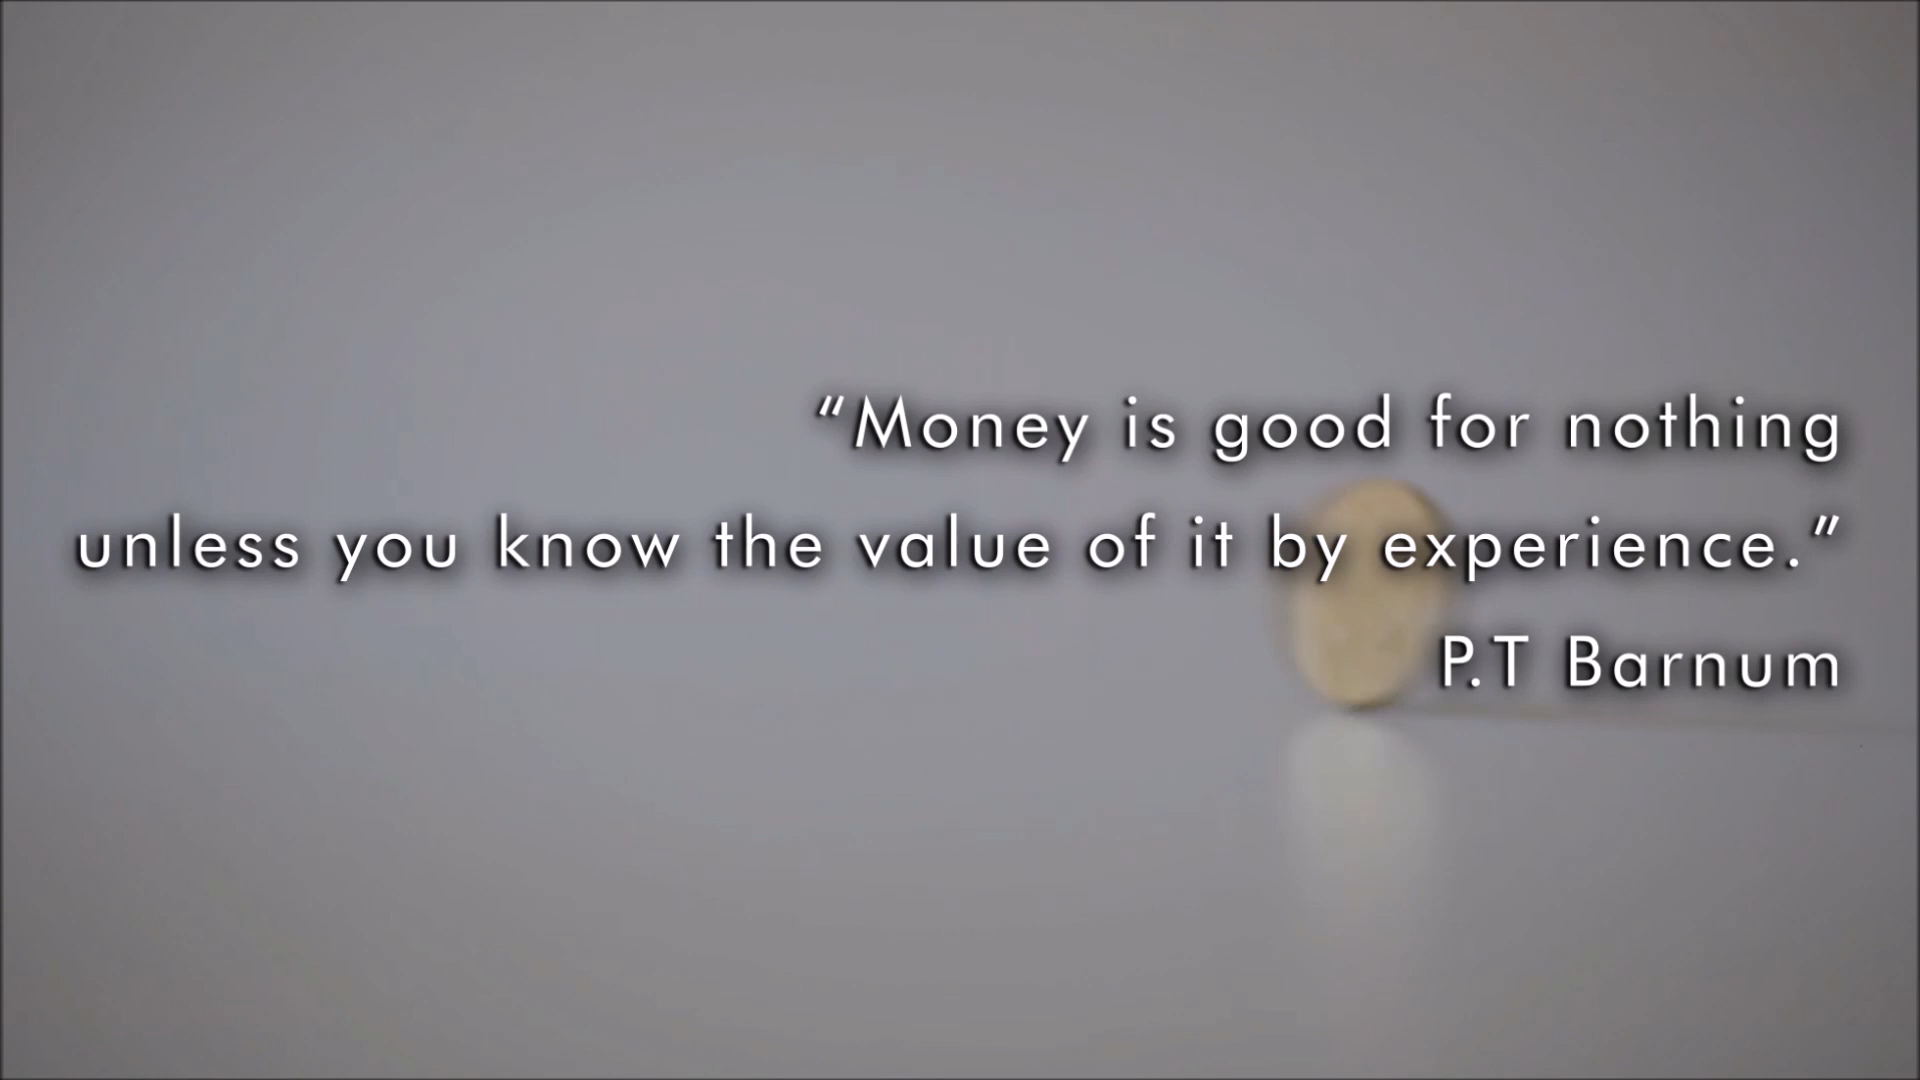 “Money is good for nothing
unless you know the value of it by experience.”
P.T Barnum